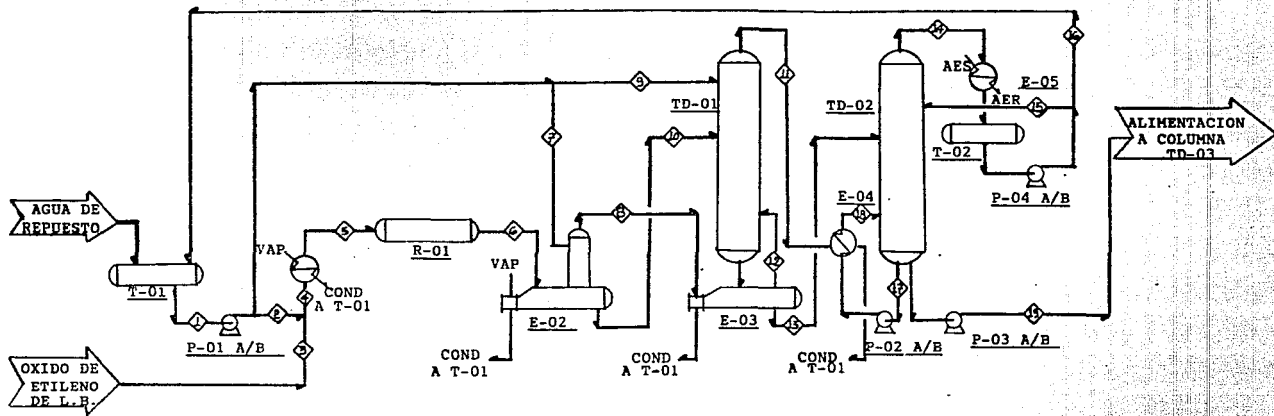 14
16
11
AES
E-05
9
TD-01
AER
15
TD-02
ALIMENTACION
A COLUMNA
TD-03
7
10
T-02
P-04 A/B
AGUA DE
REPUESTO
E-04
18
8
5
6
VAP
R-01
12
T-01
COND
A T-01
VAP
4
17
1
2
13
19
E-02
E-03
P-01 A/B
P-02 A/B
P-03 A/B
3
COND
A T-01
COND
A T-01
COND
A T-01
OXIDO DE
ETILENO
DE L.B.